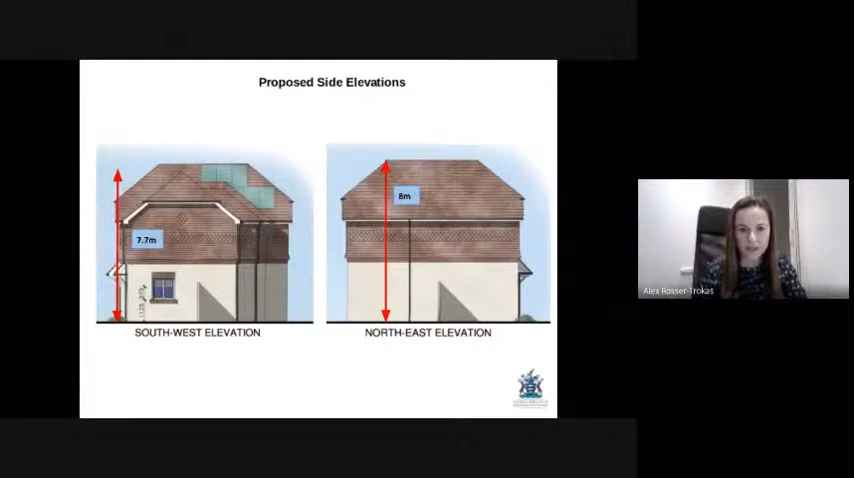 Proposed Side Elevations
7.7m
8m
SOUTH-WEST ELEVATION
NORTH-EAST ELEVATION
Alex Rosser-Trokas